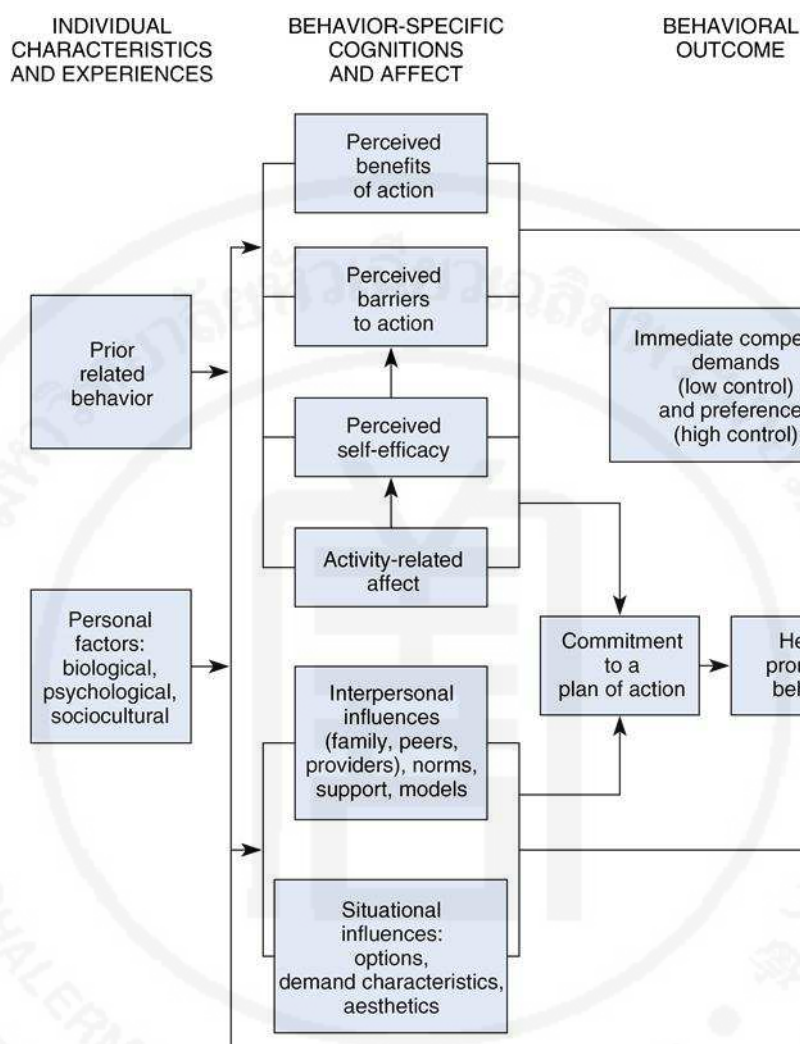 INDIVIDUAL
CHARACTERISTICS
AND EXPERIENCES
BEHAVIOR-SPECIFIC
COGNITIONS
AND AFFECT
BEHAVIORAL
OUTCOME
Perceived
benefits
of action
Perceived
barriers
to action
Prior
related
behavior
Immediate compe
demands
(low control)
and preference
(high control)
Perceived
self-efficacy
Activity-related
affect
Personal
factors:
biological,
psychological,
sociocultural
Commitment
to a
plan of action
He
pro
beh
Interpersonal
influences
(family, peers,
providers), norms,
support, models
Situational
influences:
options,
demand characteristics,
aesthetics